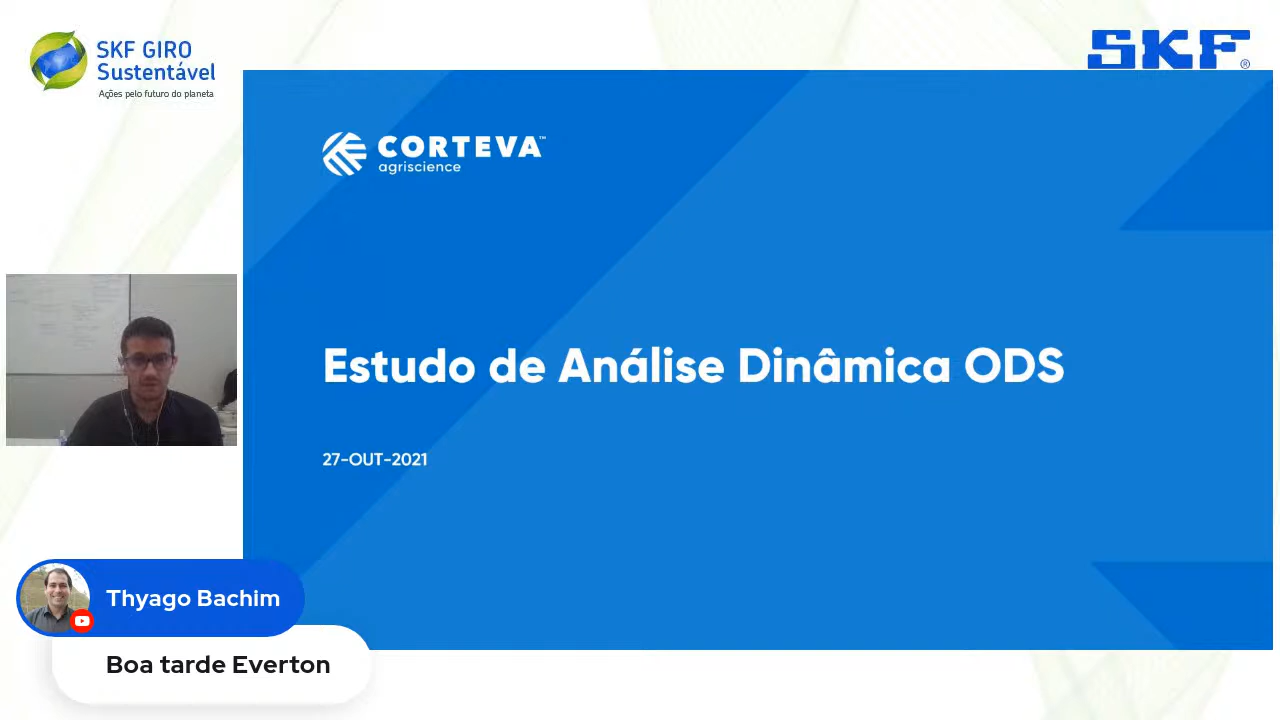 SKF GIRO
Sustentável
Ações pelo futuro do planeta
SKF®
CORTEVA™
agriscience
Estudo de Análise Dinâmica ODS
27-OUT-2021
Thyago Bachim
Boa tarde Everton